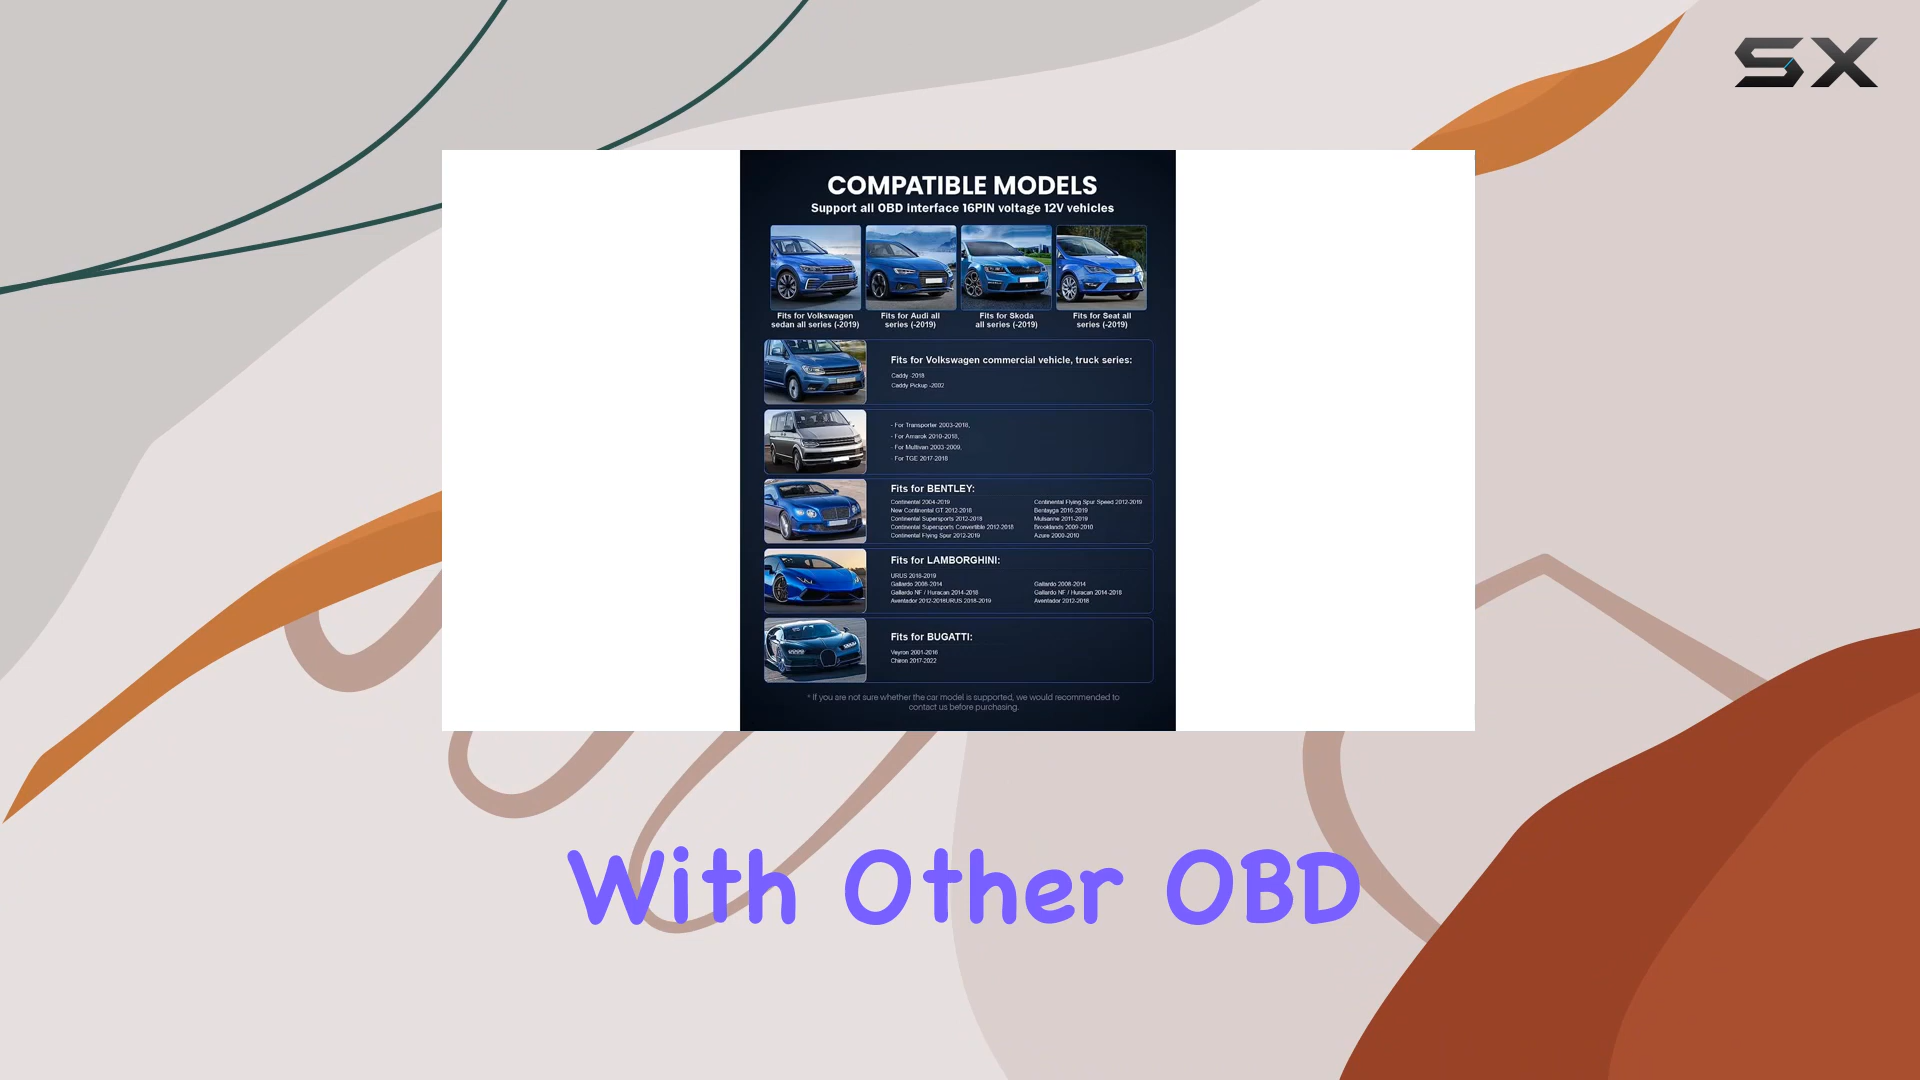 SX
COMPATIBLE MODELS
Support all OBD interface 16PIN voltage 12V vehicles
Fits for Volkswagen
sedan all series (-2019)
Fits for Audi all
series (-2019)
Fits for Skoda
all series (-2019)
Fits for Seat all
series (-2019)
Fits for Volkswagen commercial vehicle, truck series:
Caddy -2018
Caddy Pickup -2002
- For Transporter 2003-2018,
- For Amarok 2010-2018,
- For Multivan 2003-2009,
- For TGE 2017-2018
Fits for BENTLEY:
Continental 2004-2019
New Continental GT 2012-2018
Continental Supersports 2012-2018
Continental Supersports Convertible 2012-2018
Continental Flying Spur 2012-2019
Continental Flying Spur Speed 2012-2019
Bentayga 2016-2019
Mulsanne 2011-2019
Brooklands 2009-2010
Azure 2000-2010
Fits for LAMBORGHINI:
URUS 2018-2019
Gallardo 2008-2014
Gallardo NF / Huracan 2014-2018
Aventador 2012-2018URUS 2018-2019
Gallardo 2008-2014
Gallardo NF / Huracan 2014-2018
Aventador 2012-2018
Fits for BUGATTI:
Veyron 2001-2016
Chiron 2017-2022
* If you are not sure whether the car model is supported, we would recommended to
contact us before purchasing.
With Other OBD